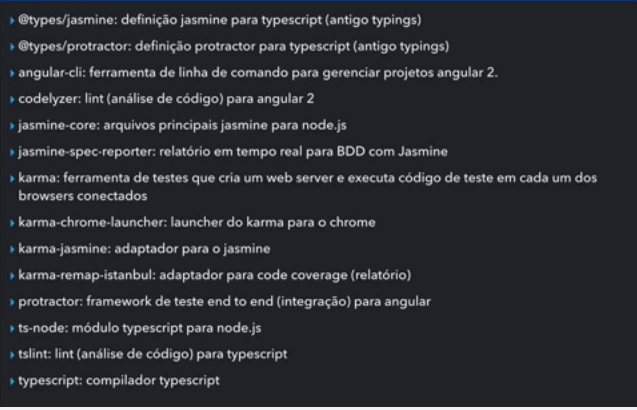 @types/jasmine: definição jasmine para typescript (antigo typings)
@types/protractor: definição protractor para typescript (antigo typings)
angular-cli: ferramenta de linha de comando para gerenciar projetos angular 2.
codelyzer: lint (análise de código) para angular 2
jasmine-core: arquivos principais jasmine para node.js
jasmine-spec-reporter: relatório em tempo real para BDD com Jasmine
karma: ferramenta de testes que cria um web server e executa código de teste em cada um dos
browsers conectados
karma-chrome-launcher: launcher do karma para o chrome
karma-jasmine: adaptador para o jasmine
karma-remap-istanbul: adaptador para code coverage (relatório)
protractor: framework de teste end to end (integração) para angular
ts-node: módulo typescript para node.js
tslint: lint (análise de código) para typescript
typescript: compilador typescript